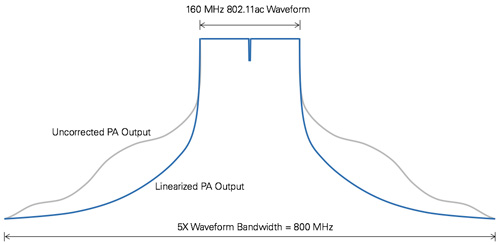 160 MHz 802.11ac Waveform
Uncorrected PA Output
Linearized PA Output
5X Waveform Bandwidth = 800 MHz